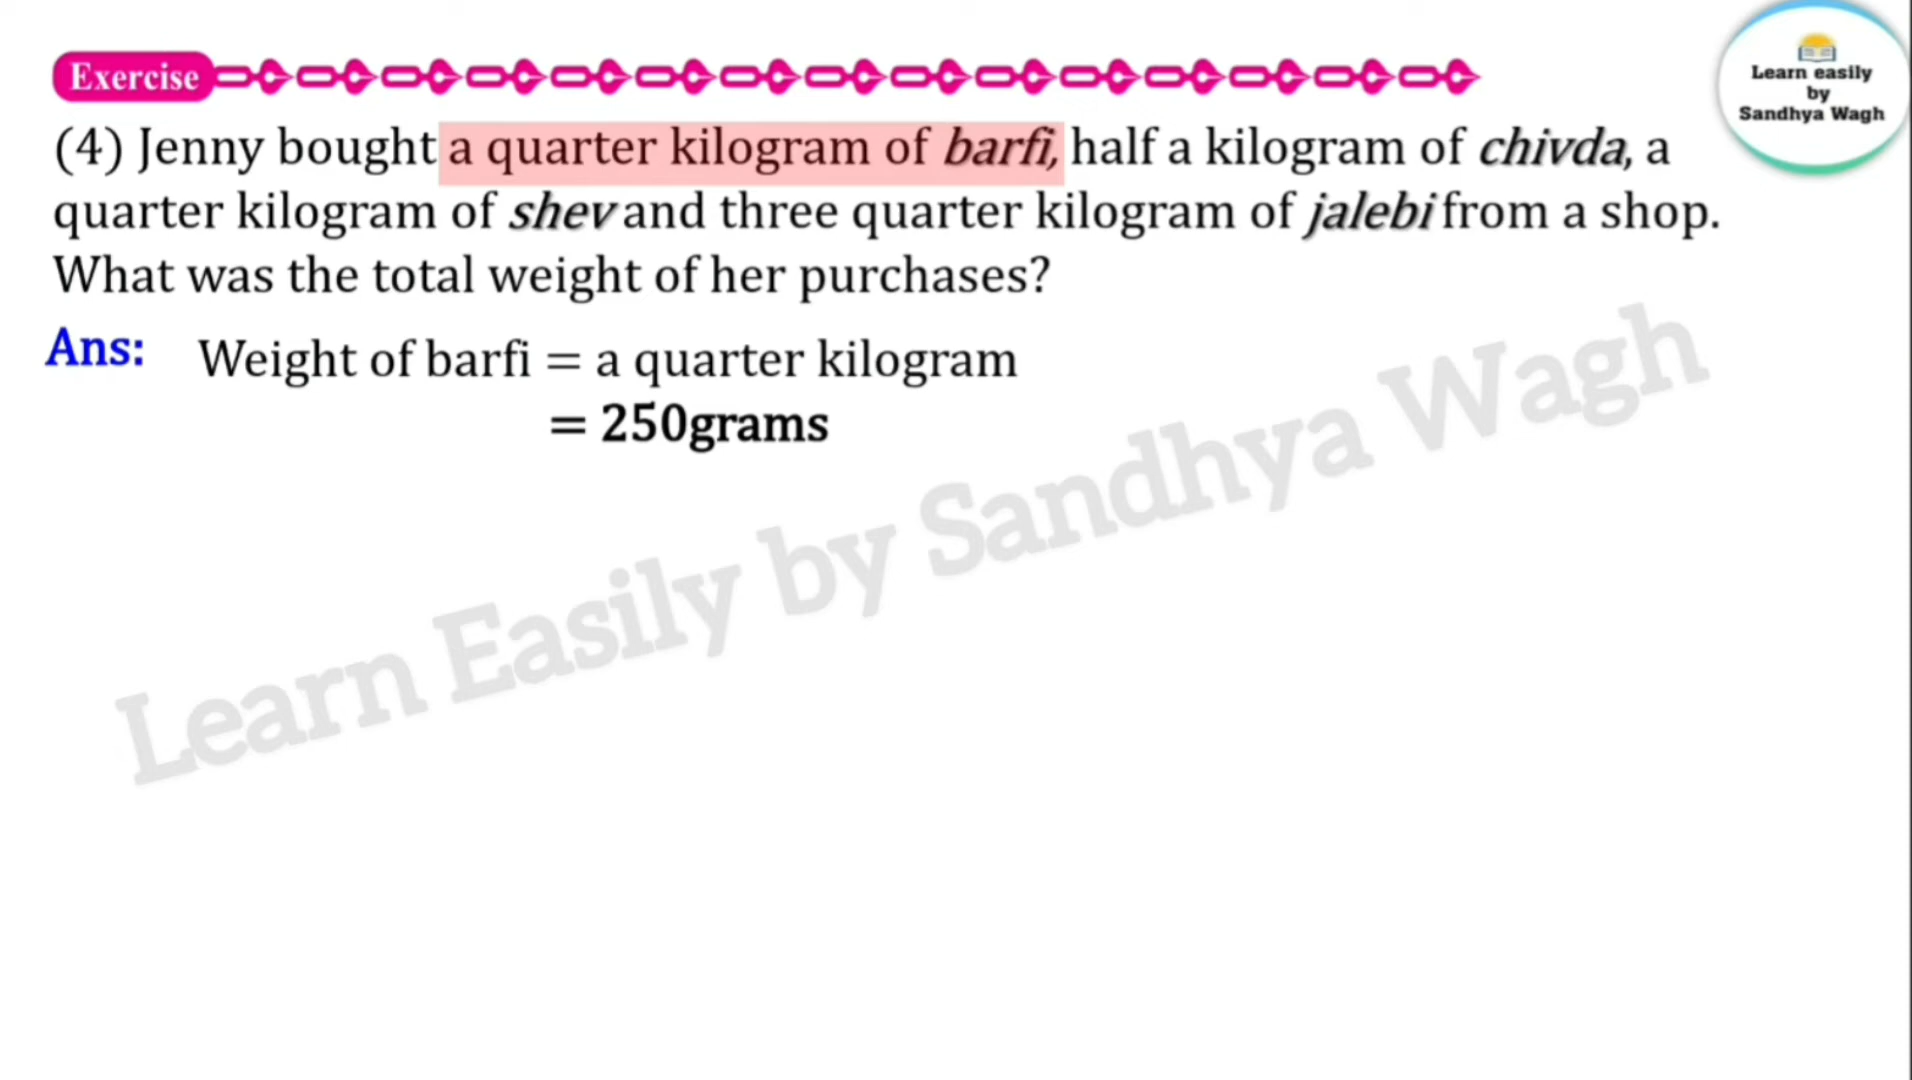 Exercise
Learn easily
by
Sandhya Wagh
(4) Jenny bought a quarter kilogram of barfi, half a kilogram of chivda, a
quarter kilogram of shev and three quarter kilogram of jalebi from a shop.
What was the total weight of her purchases?
Ans: Weight of barfi = a quarter kilogram
= 250grams
Learn Easily by Sandhya Wagh